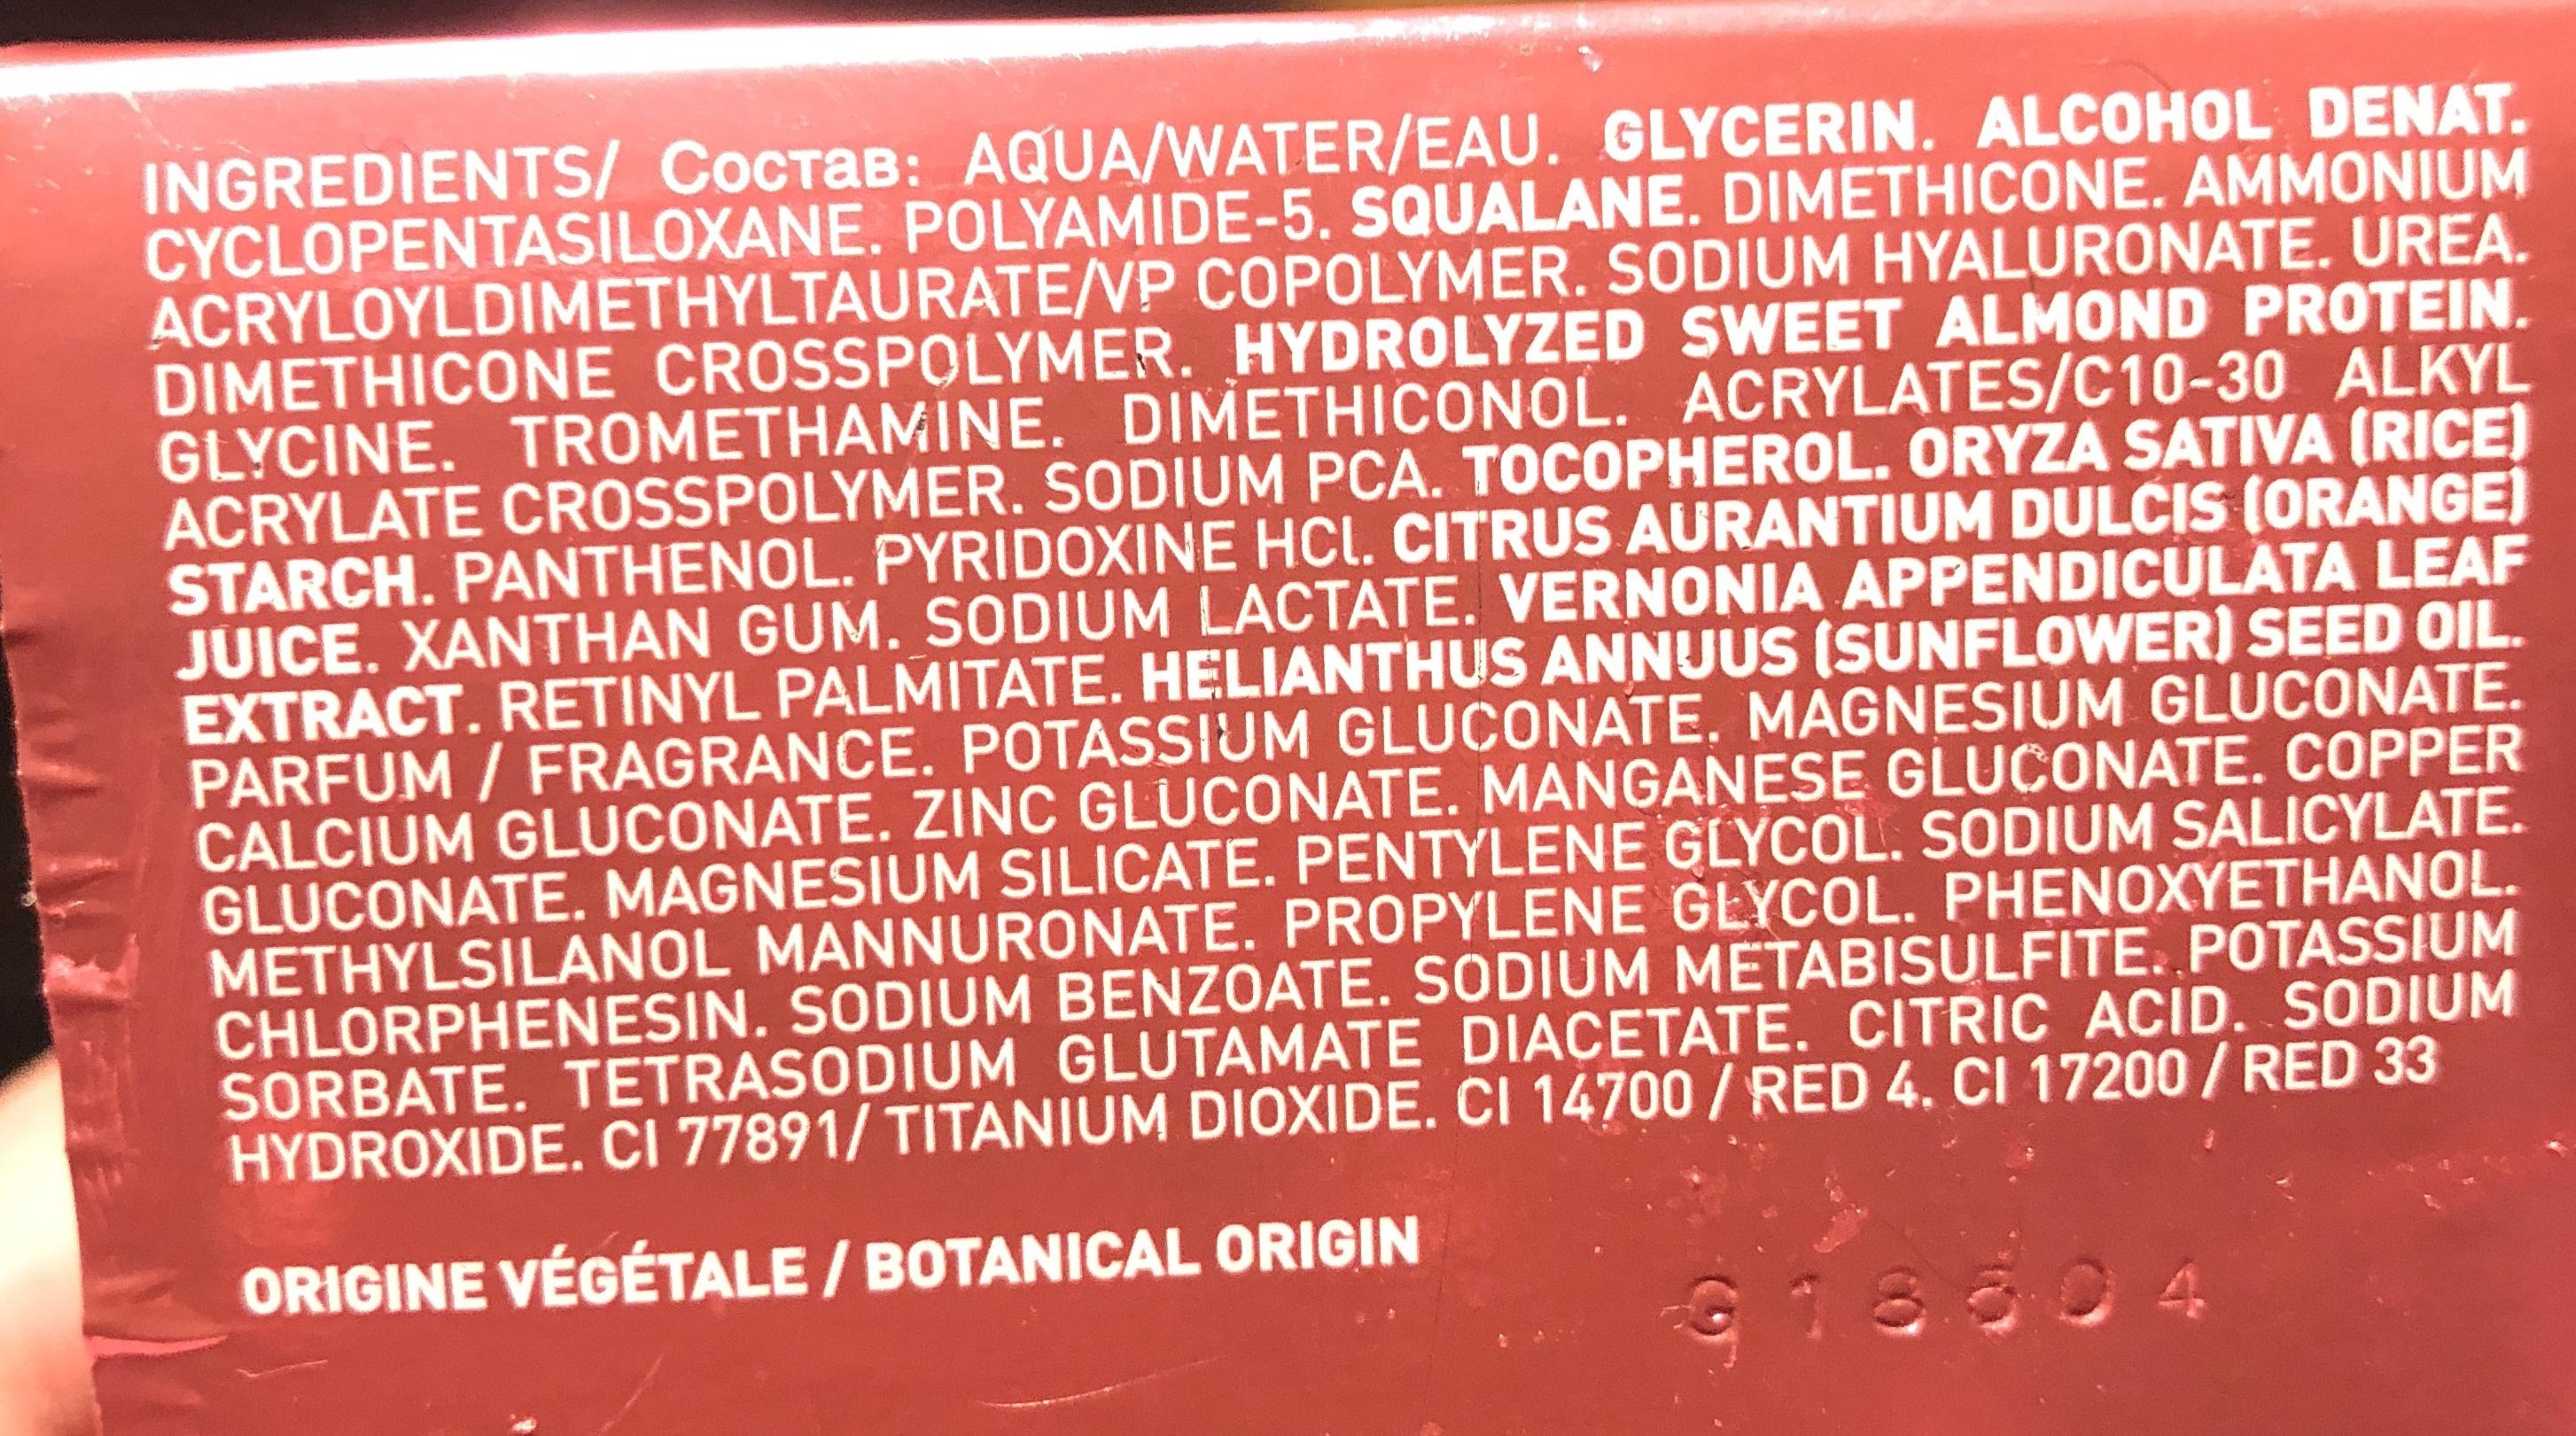 INGREDIENTS/ Состав: AQUA/WATER/EAU. GLYCERIN. ALCOHOL DENAT.
CYCLOPENTASILOXANE. POLYAMIDE-5. SQUALANE. DIMETHICONE. AMMONIUM
ACRYLOYLDIMETHYLTAURATE/VP COPOLYMER. SODIUM HYALURONATE. UREA.
DIMETHICONE CROSSPOLYMER. HYDROLYZED SWEET ALMOND PROTEIN.
GLYCINE. TROMETHAMINE. DIMETHICONOL. ACRYLATES/C10-30 ALKYL
ACRYLATE CROSSPOLYMER. SODIUM PCA. TOCOPHEROL. ORYZA SATIVA (RICE)
STARCH. PANTHENOL. PYRIDOXINE HCl. CITRUS AURANTIUM DULCIS (ORANGE)
JUICE. XANTHAN GUM. SODIUM LACTATE. VERNONIA APPENDICULATA LEAF
EXTRACT. RETINYL PALMITATE. HELIANTHUS ANNUUS (SUNFLOWER) SEED OIL.
PARFUM / FRAGRANCE. POTASSIUM GLUCONATE. MAGNESIUM GLUCONATE.
CALCIUM GLUCONATE. ZINC GLUCONATE. MANGANESE GLUCONATE. COPPER
GLUCONATE. MAGNESIUM SILICATE. PENTYLENE GLYCOL. SODIUM SALICYLATE.
METHYLSILANOL MANNURONATE. PROPYLENE GLYCOL. PHENOXYETHANOL.
CHLORPHENESIN. SODIUM BENZOATE. SODIUM METABISULFITE. POTASSIUM
SORBATE. TETRASODIUM GLUTAMATE DIACETATE. CITRIC ACID. SODIUM
HYDROXIDE. CI 77891/ TITANIUM DIOXIDE. CI 14700 / RED 4. CI 17200 / RED 33
ORIGINE VÉGÉTALE / BOTANICAL ORIGIN